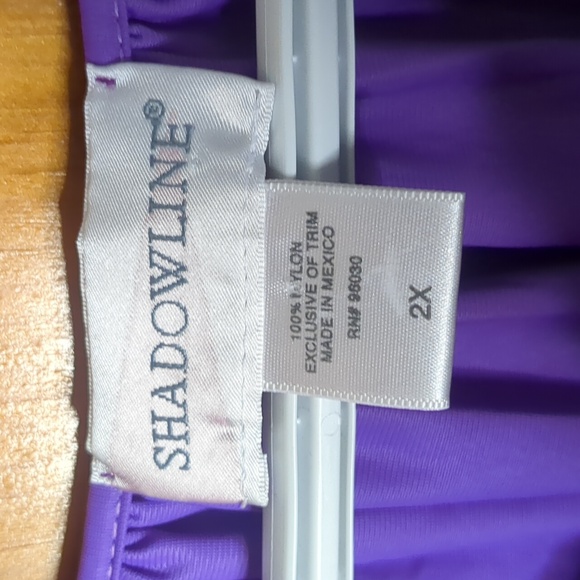 SHADOWLINE®
100% NYLON
EXCLUSIVE OF TRIM
MADE IN MEXICO
RN# 96030
2X